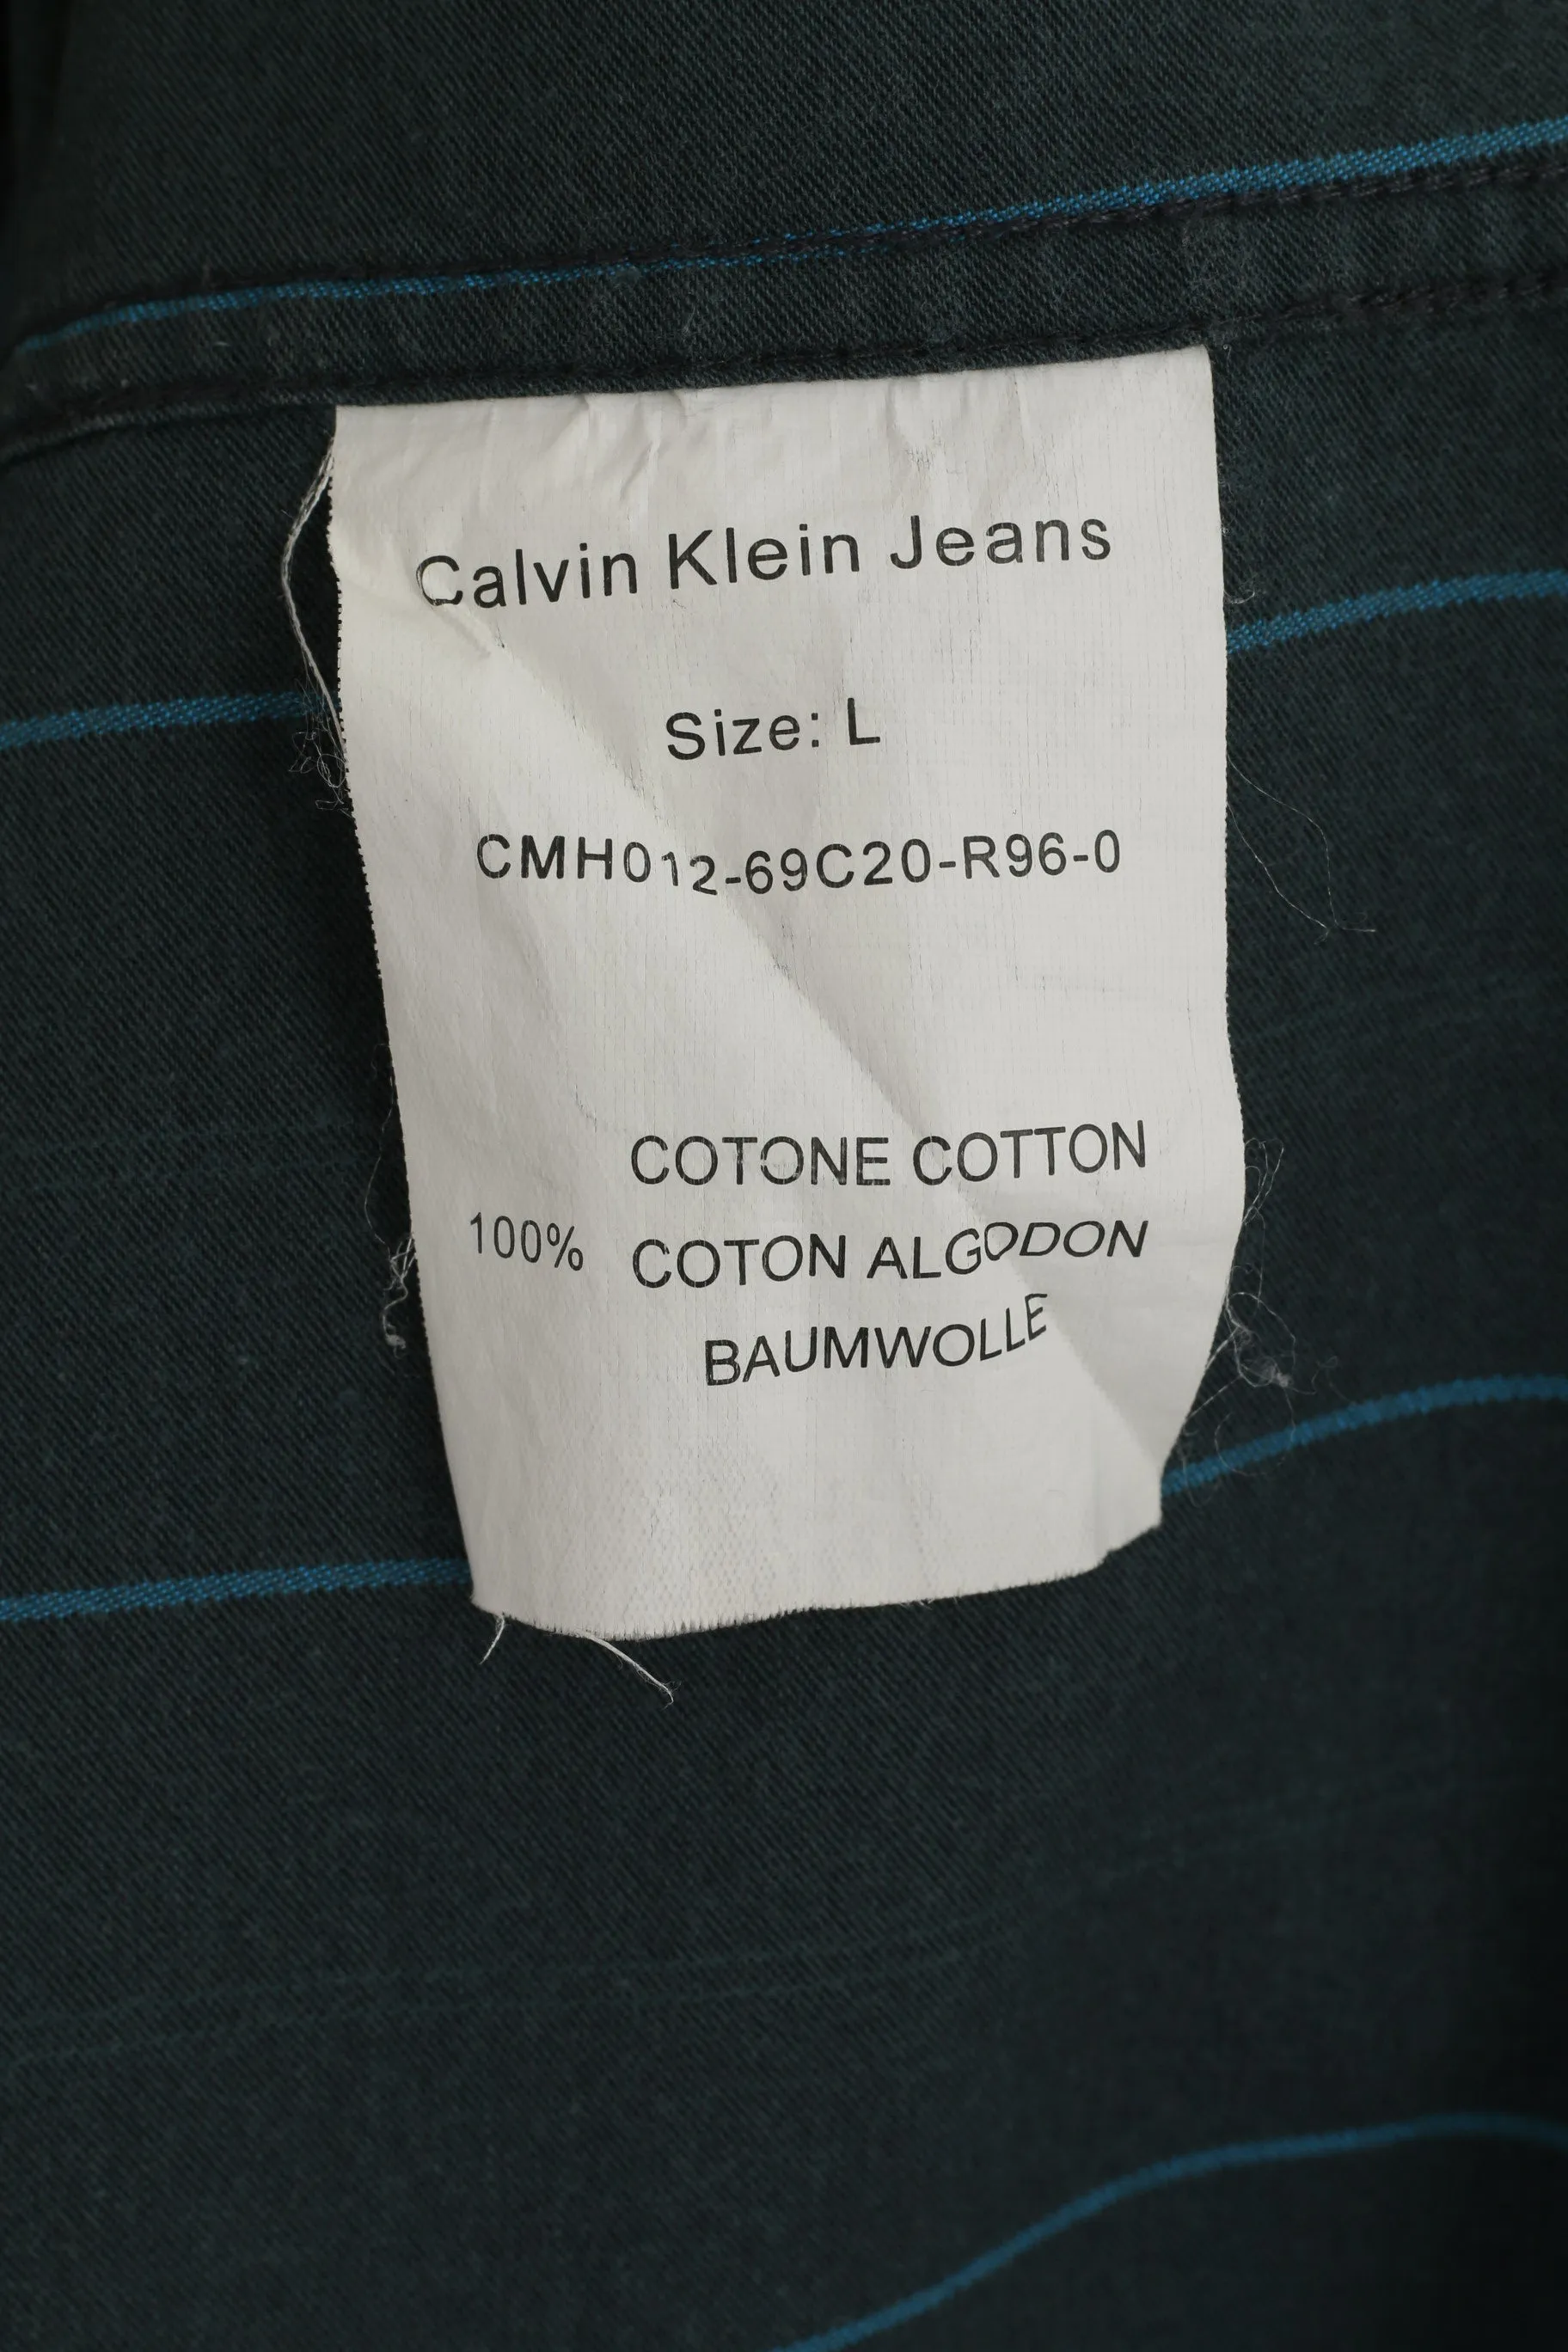 Calvin Klein Jeans
Size: L
CMH012-69C20-R96-0
COTONE COTTON
100% COTON ALGODON
BAUMWOLLE